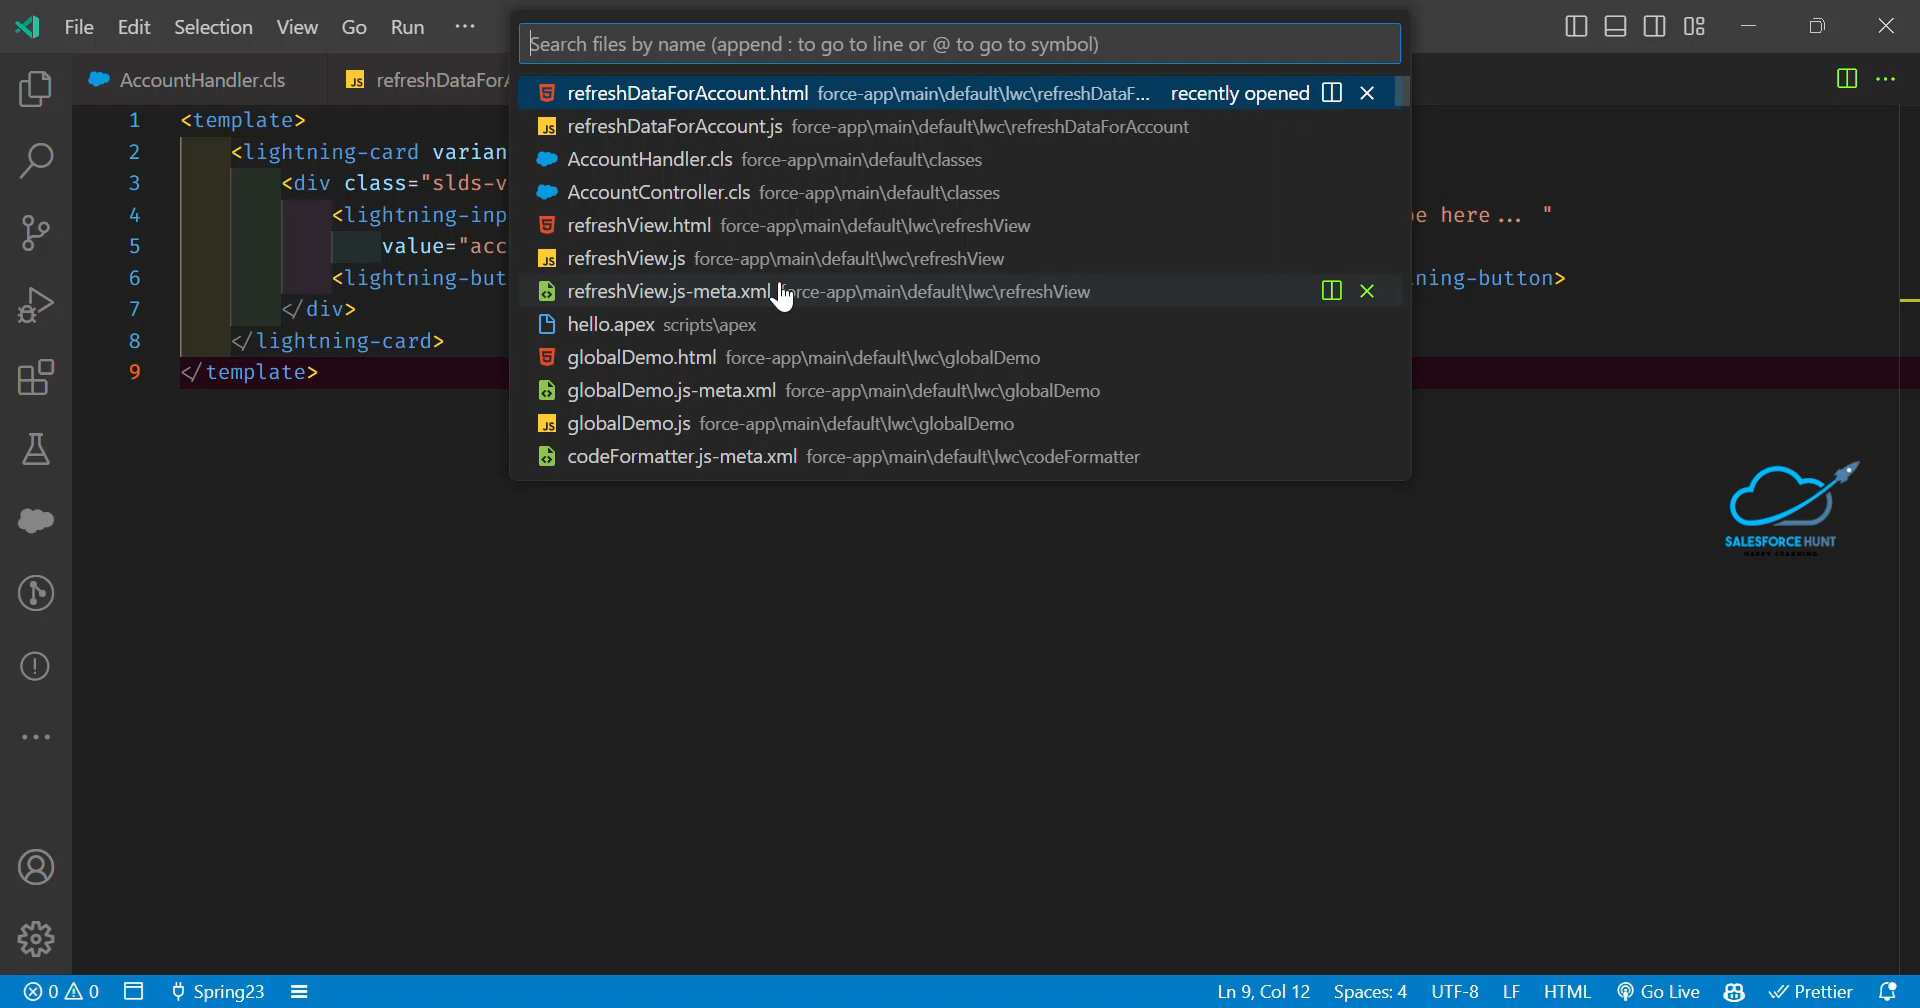 File Edit Selection View Go Run ...
Search files by name (append : to go to line or @ to go to symbol)
AccountHandler.cls
JS refreshDataForA
refreshDataForAccount.html force-app\main\default\lwc\refreshDataF... recently opened
JS refreshDataForAccount.js force-app\main\default\lwc\refreshDataForAccount
AccountHandler.cls force-app\main\default\classes
AccountController.cls force-app\main\default\classes
refreshView.html force-app\main\default\lwc\refreshView
JS refreshView.js force-app\main\default\lwc\refreshView
refreshView.js-meta.xml force-app\main\default\lwc\refreshView
hello.apex scripts\apex
globalDemo.html force-app\main\default\lwc\globalDemo
globalDemo.js-meta.xml force-app\main\default\lwc\globalDemo
JS globalDemo.js force-app\main\default\lwc\globalDemo
codeFormatter.js-meta.xml force-app\main\default\lwc\codeFormatter
1 <template>
2 <lightning-card varian
3 <div class="slds-v
4 <lightning-inp e here... "
5 value="acc
6 <lightning-but ning-button>
7 </div>
8 </lightning-card>
9 </template>
SALESFORCE HUNT
HAPPY LEARNING
0 0 Spring23 Ln 9, Col 12 Spaces: 4 UTF-8 LF HTML Go Live Prettier